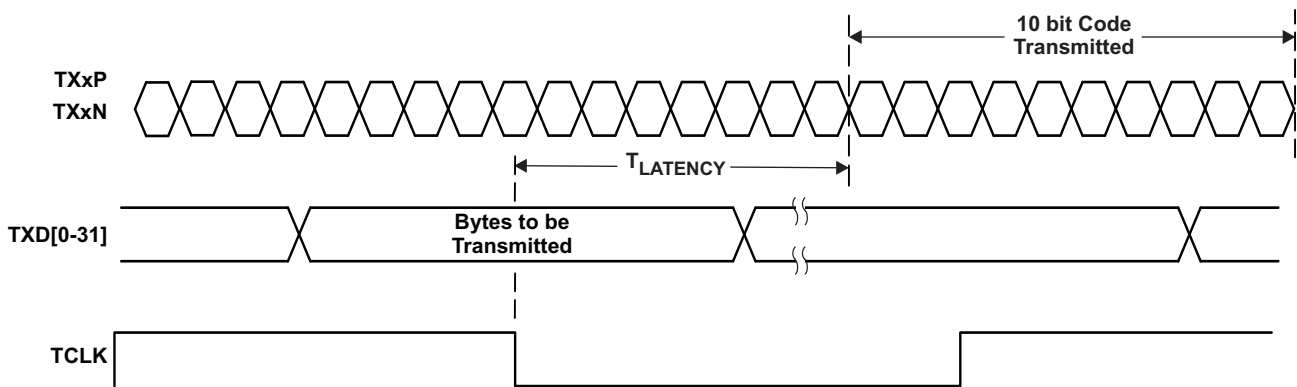 10 bit Code
Transmitted
TXxP
TXxN
TLATENCY
TXD[0-31]
Bytes to be
Transmitted
TCLK